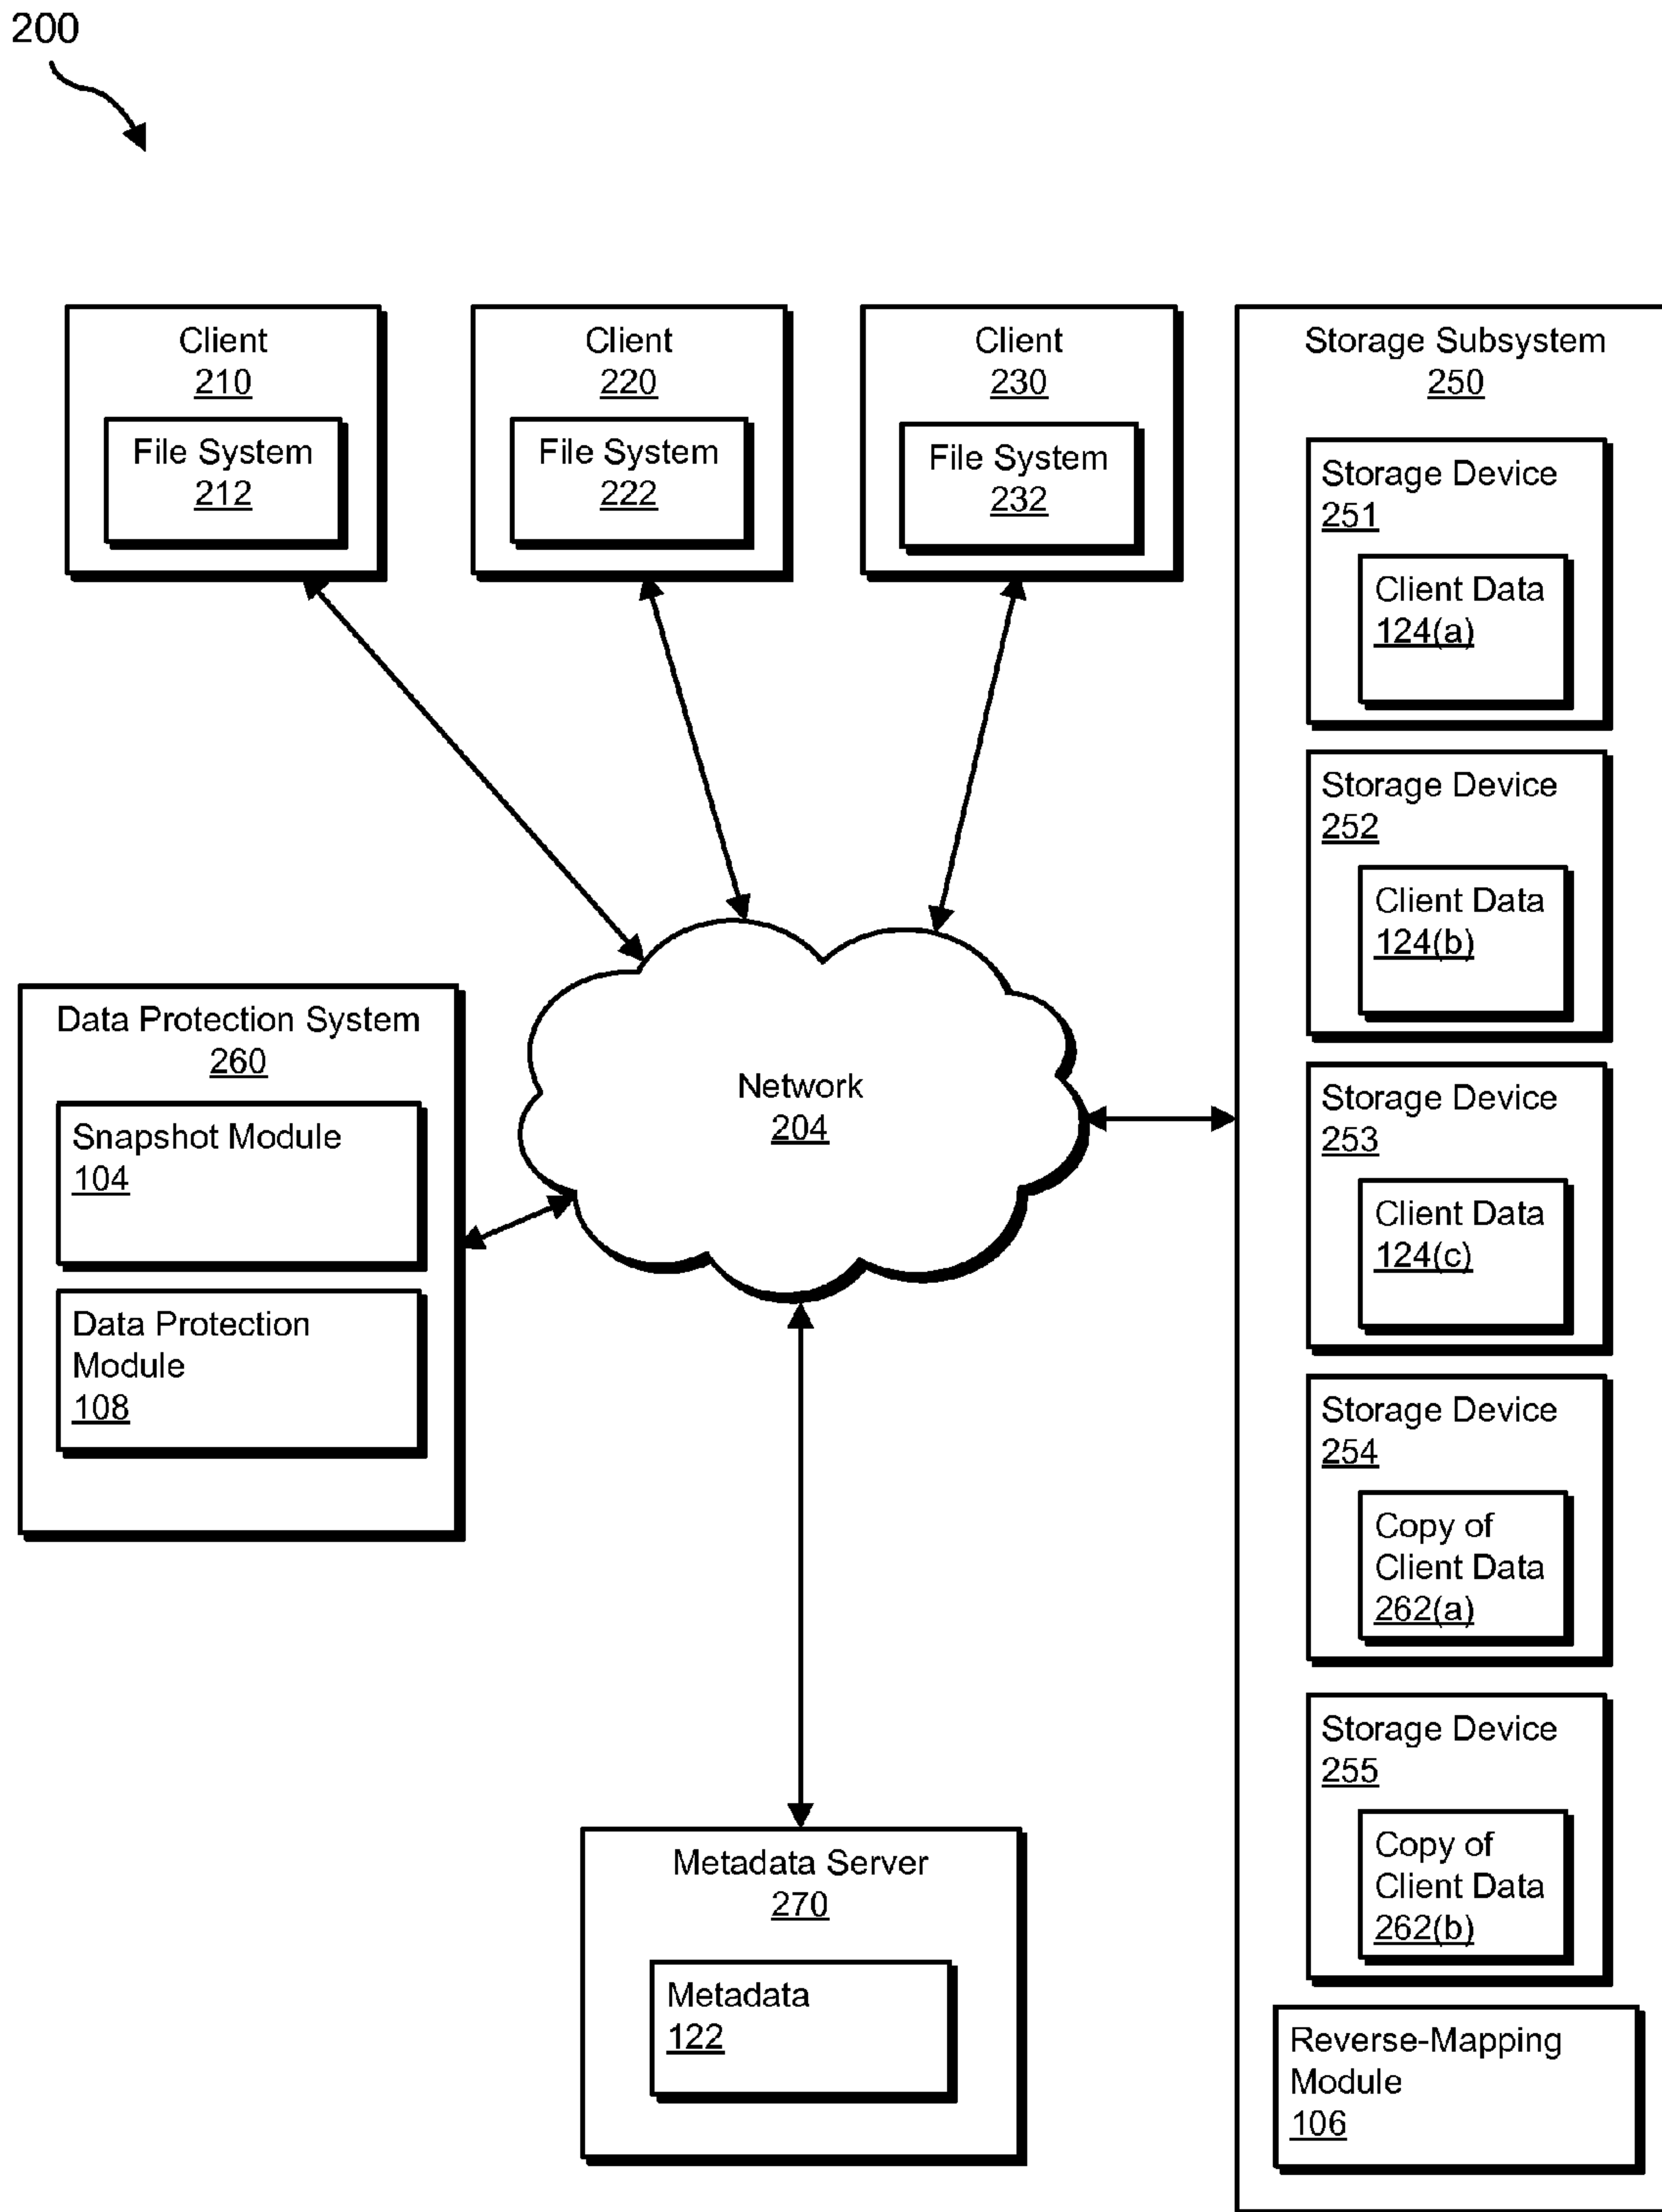 200
Client
210
File System
212
Client
220
File System
222
Client
230
File System
232
Storage Subsystem
250
Storage Device
251
Client Data
124(a)
Storage Device
252
Client Data
124(b)
Storage Device
253
Client Data
124(c)
Storage Device
254
Copy of
Client Data
262(a)
Storage Device
255
Copy of
Client Data
262(b)
Reverse-Mapping
Module
106
Data Protection System
260
Snapshot Module
104
Data Protection
Module
108
Network
204
Metadata Server
270
Metadata
122